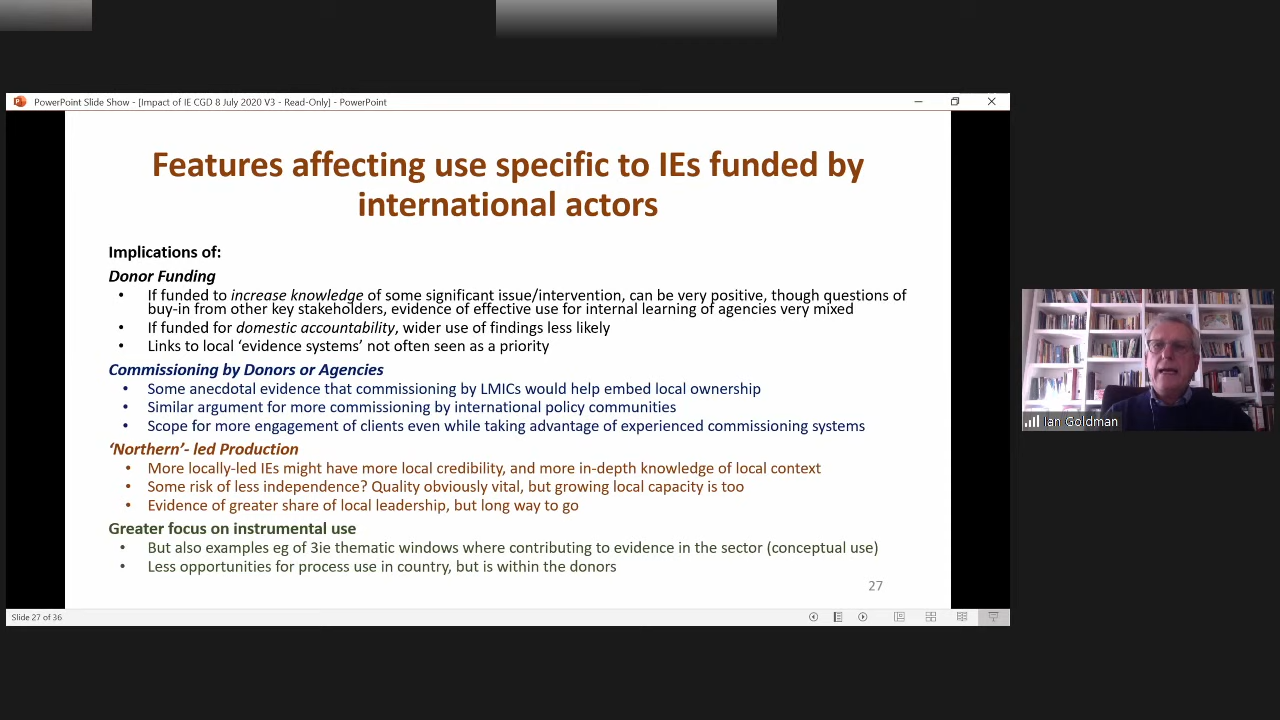 PowerPoint Slide Show - [Impact of IE CGD 8 July 2020 V3 - Read-Only] - PowerPoint
Features affecting use specific to IEs funded by
international actors
Implications of:
Donor Funding
• If funded to increase knowledge of some significant issue/intervention, can be very positive, though questions of
buy-in from other key stakeholders, evidence of effective use for internal learning of agencies very mixed
• If funded for domestic accountability, wider use of findings less likely
• Links to local ‘evidence systems’ not often seen as a priority
Commissioning by Donors or Agencies
• Some anecdotal evidence that commissioning by LMICs would help embed local ownership
• Similar argument for more commissioning by international policy communities
• Scope for more engagement of clients even while taking advantage of experienced commissioning systems
‘Northern’- led Production
• More locally-led IEs might have more local credibility, and more in-depth knowledge of local context
• Some risk of less independence? Quality obviously vital, but growing local capacity is too
• Evidence of greater share of local leadership, but long way to go
Greater focus on instrumental use
• But also examples eg of 3ie thematic windows where contributing to evidence in the sector (conceptual use)
• Less opportunities for process use in country, but is within the donors
27
Slide 27 of 36
Ian Goldman